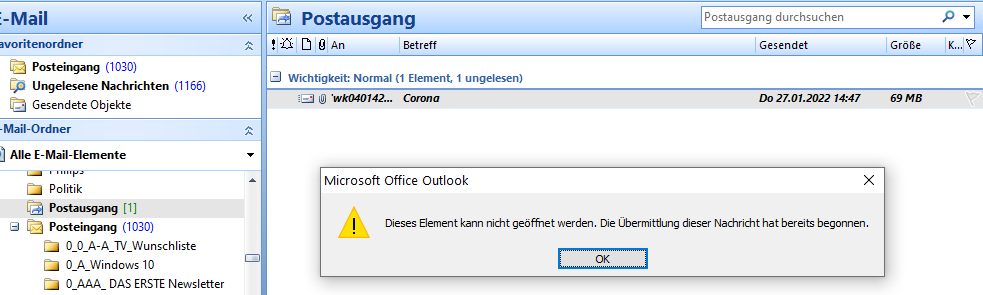 E-Mail «
Favoritenordner
Posteingang (1030)
Ungelesene Nachrichten (1166)
Gesendete Objekte
E-Mail-Ordner
Alle E-Mail-Elemente
Philips
Politik
Postausgang [1]
Posteingang (1030)
0_0_A-A_TV_Wunschliste
0_A_Windows 10
0_AAA_ DAS ERSTE Newsletter
Postausgang
Postausgang durchsuchen
! An Betreff Gesendet Größe K...
Wichtigkeit: Normal (1 Element, 1 ungelesen)
'wk040142... Corona Do 27.01.2022 14:47 69 MB
Microsoft Office Outlook
Dieses Element kann nicht geöffnet werden. Die Übermittlung dieser Nachricht hat bereits begonnen.
OK